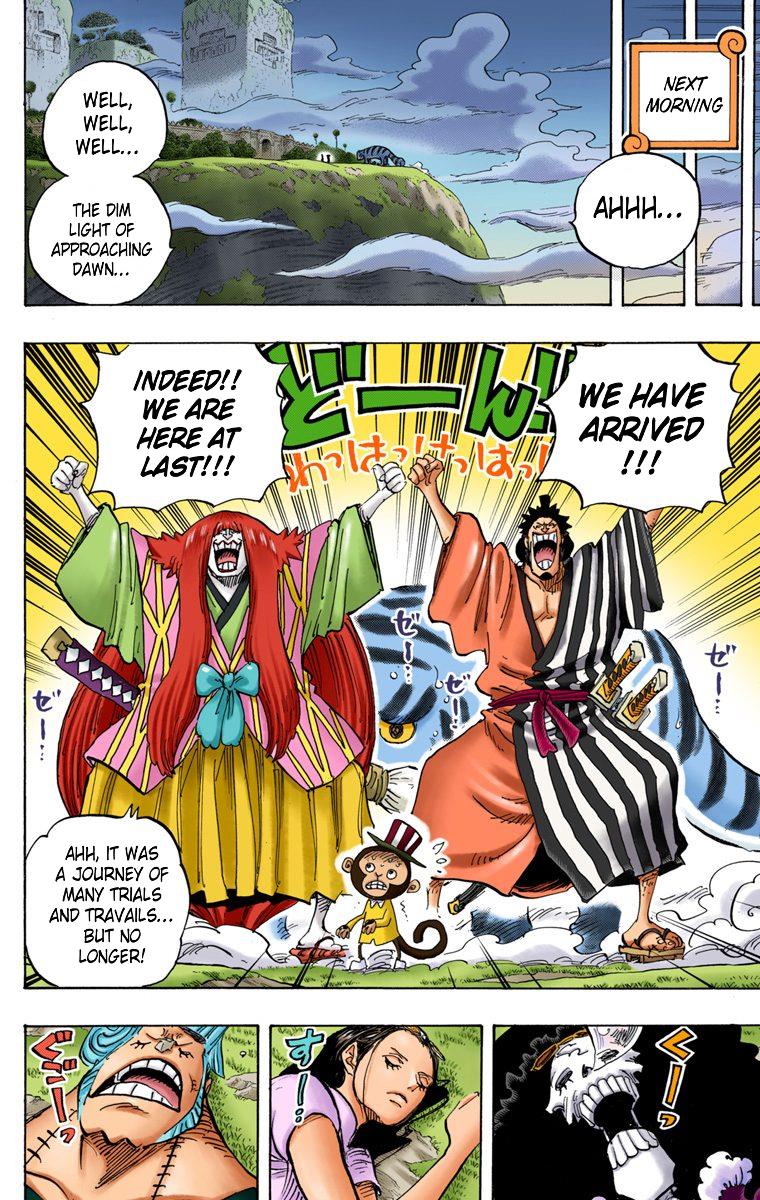 NEXT
MORNING
AHHH...
WELL,
WELL,
WELL...
THE DIM
LIGHT OF
APPROACHING
DAWN...
WE HAVE
ARRIVED
!!!
INDEED!!
WE ARE
HERE AT
LAST!!!
どーん!!
わっはっはっはっ!
ゼー…
ゼー…
ゼー…
ゼー…
AHH, IT WAS
A JOURNEY OF
MANY TRIALS
AND TRAVAILS...
BUT NO
LONGER!
くーっ
すー…
ぐごーっ